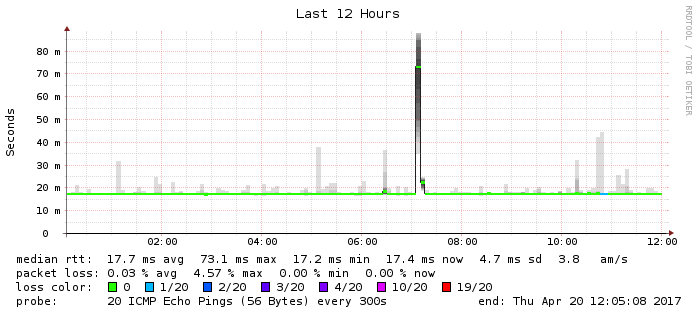 Last 12 Hours
RRDTOOL / TOBI OETIKER
Seconds
80 m
70 m
60 m
50 m
40 m
30 m
20 m
10 m
0
02:00 04:00 06:00 08:00 10:00 12:00
median rtt: 17.7 ms avg 73.1 ms max 17.2 ms min 17.4 ms now 4.7 ms sd 3.8 am/s
packet loss: 0.03 % avg 4.57 % max 0.00 % min 0.00 % now
loss color: 0 1/20 2/20 3/20 4/20 10/20 19/20
probe: 20 ICMP Echo Pings (56 Bytes) every 300s end: Thu Apr 20 12:05:08 2017